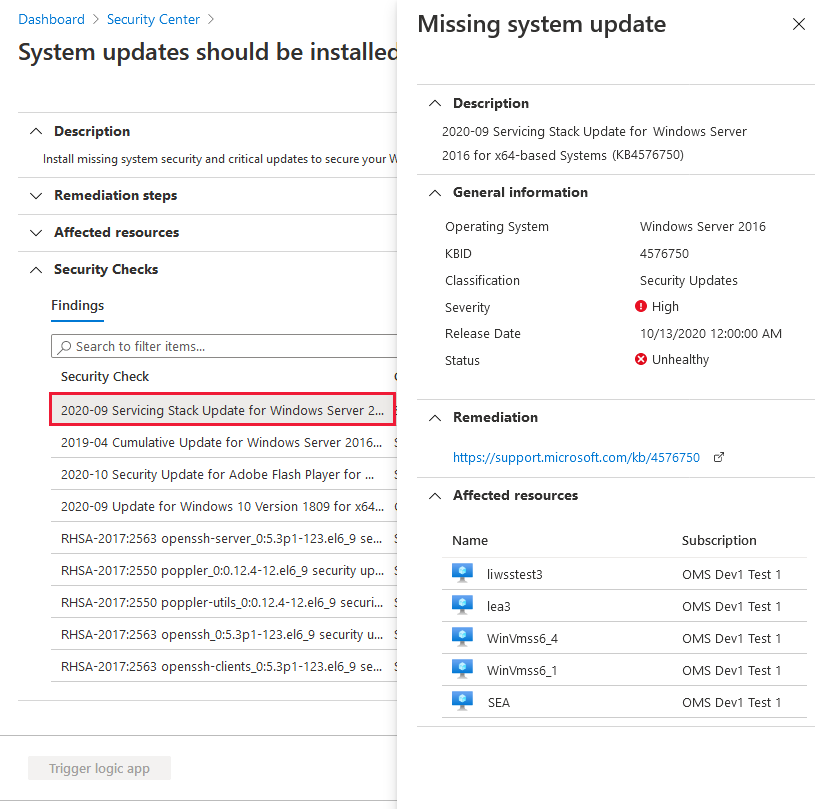 Dashboard
Security Center
System updates should be installed
Description
Install missing system security and critical updates to secure your
Remediation steps
Affected resources
Security Checks
Findings
Search to filter items...
Security Check
2020-09 Servicing Stack Update for Windows Server 2...
2019-04 Cumulative Update for Windows Server 2016...
2020-10 Security Update for Adobe Flash Player for ...
2020-09 Update for Windows 10 Version 1809 for x64...
RHSA-2017:2563 openssh-server_0:5.3p1-123.el6_9 se...
RHSA-2017:2550 poppler_0:0.12.4-12.el6_9 security up...
RHSA-2017:2550 poppler-utils_0:0.12.4-12.el6_9 securi...
RHSA-2017:2563 openssh_0:5.3p1-123.el6_9 security u...
RHSA-2017:2563 openssh-clients_0:5.3p1-123.el6_9 se...
Trigger logic app
Missing system update
Description
2020-09 Servicing Stack Update for Windows Server
2016 for x64-based Systems (KB4576750)
General information
Operating System Windows Server 2016
KBID 4576750
Classification Security Updates
Severity High
Release Date 10/13/2020 12:00:00 AM
Status Unhealthy
Remediation
https://support.microsoft.com/kb/4576750
Affected resources
Name Subscription
liwsstest3 OMS Dev1 Test 1
lea3 OMS Dev1 Test 1
WinVmss6_4 OMS Dev1 Test 1
WinVmss6_1 OMS Dev1 Test 1
SEA OMS Dev1 Test 1